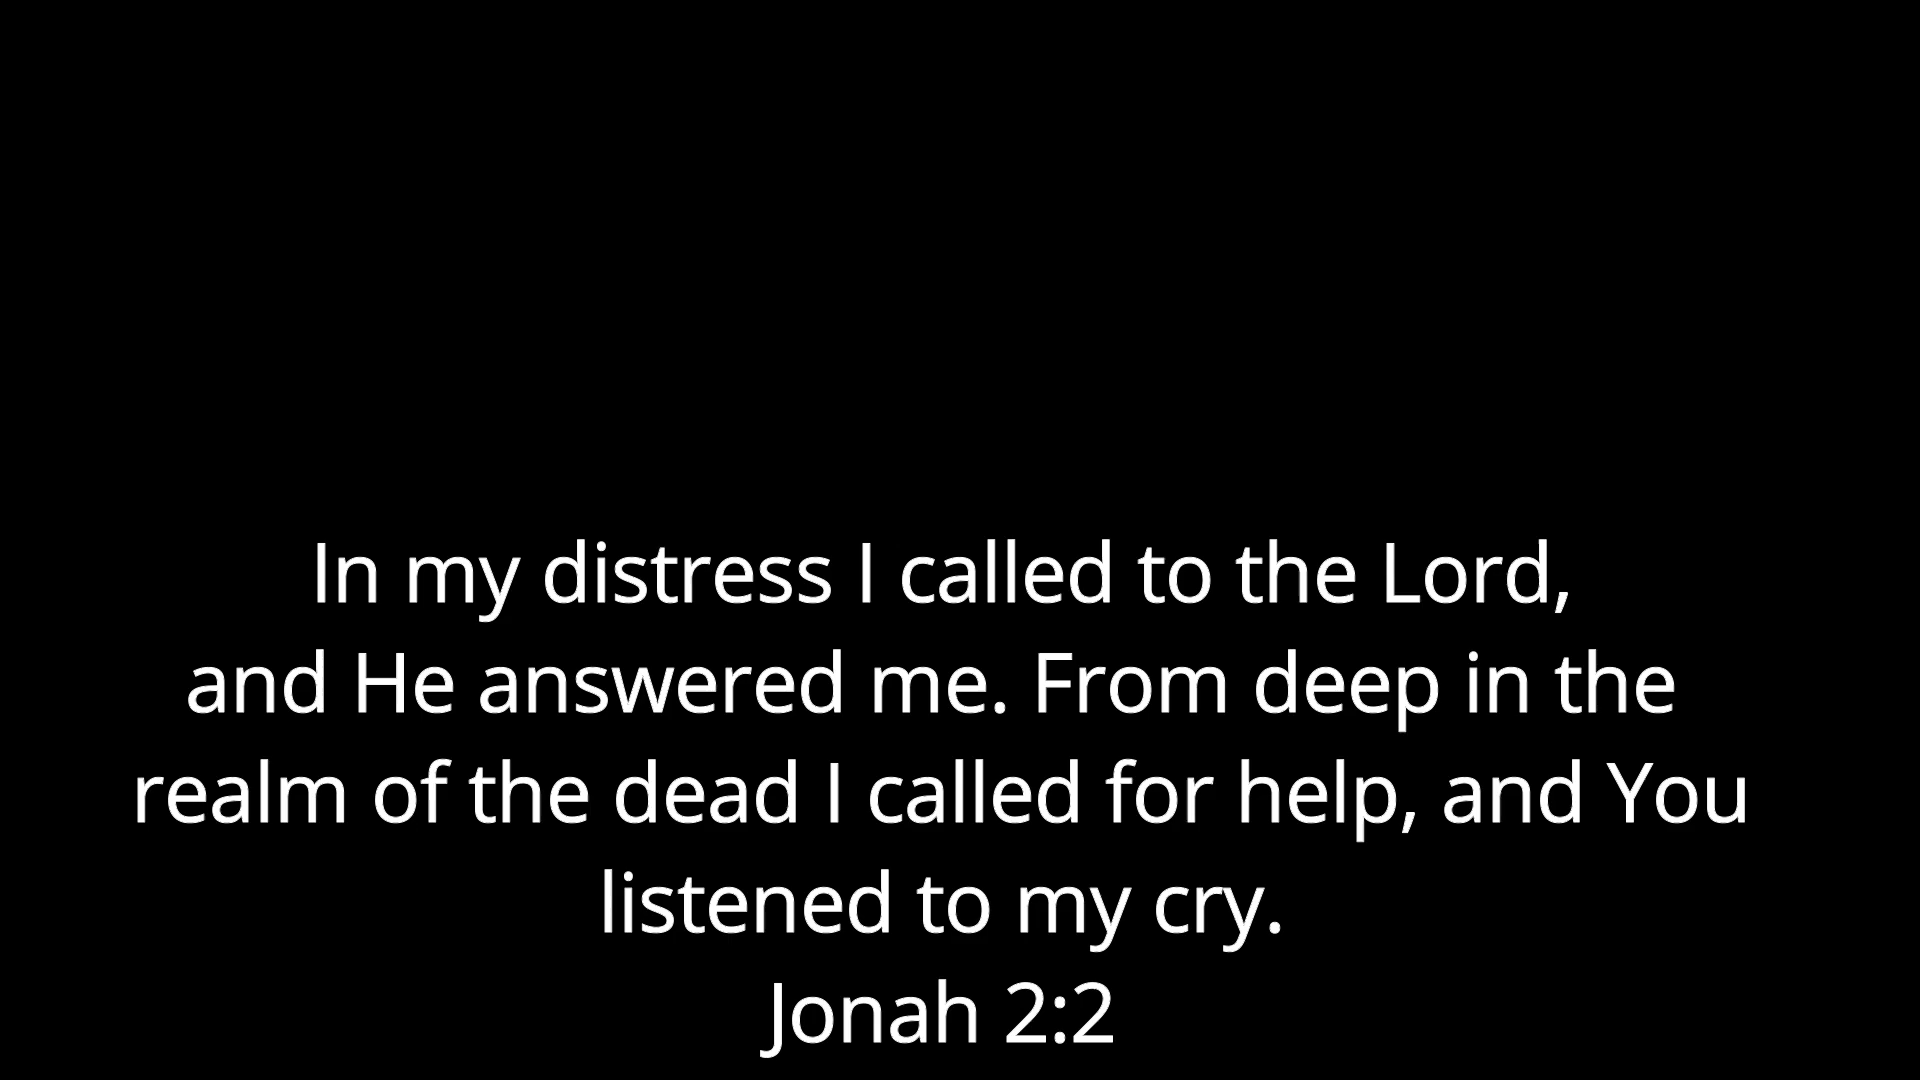 In my distress I called to the Lord,
and He answered me. From deep in the
realm of the dead I called for help, and You
listened to my cry.
Jonah 2:2